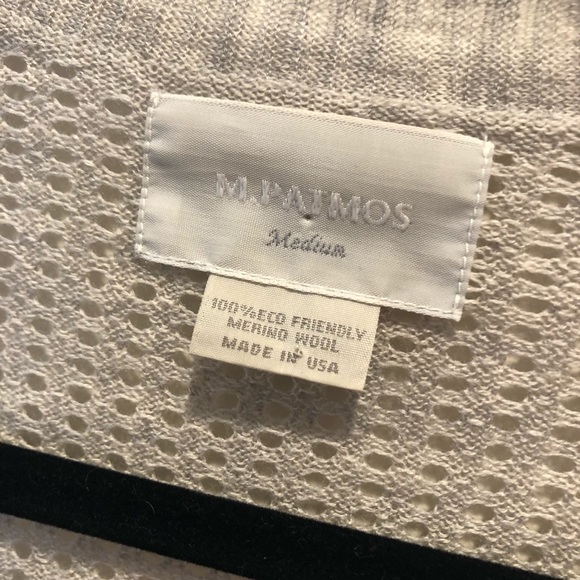 M.PATMOS
Medium
100% ECO FRIENDLY
MERINO WOOL
MADE IN USA